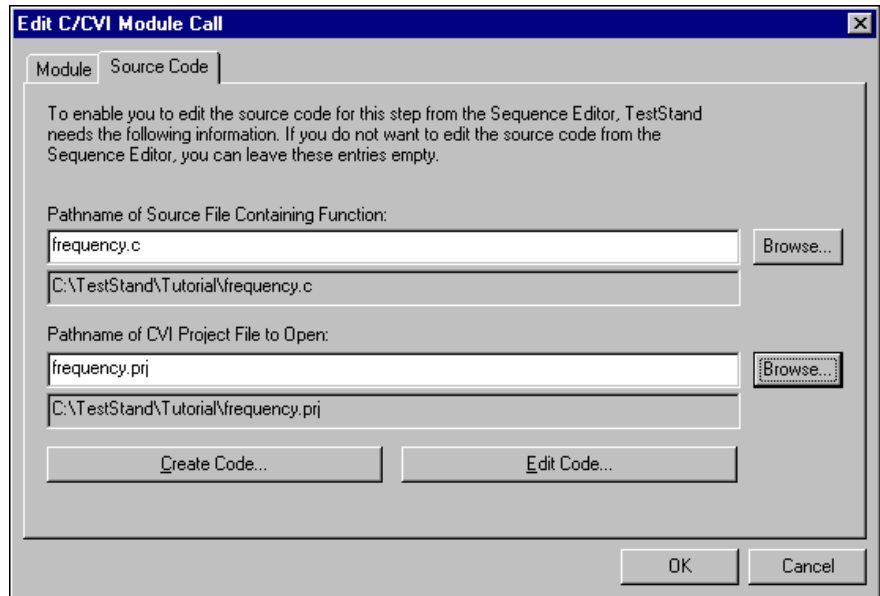 Edit C/CVI Module Call
Module
Source Code
To enable you to edit the source code for this step from the Sequence Editor, TestStand
needs the following information. If you do not want to edit the source code from the
Sequence Editor, you can leave these entries empty.
Pathname of Source File Containing Function:
frequency.c
Browse...
C:\TestStand\Tutorial\frequency.c
Pathname of CVI Project File to Open:
frequency.prj
Browse...
C:\TestStand\Tutorial\frequency.prj
Create Code...
Edit Code...
OK
Cancel